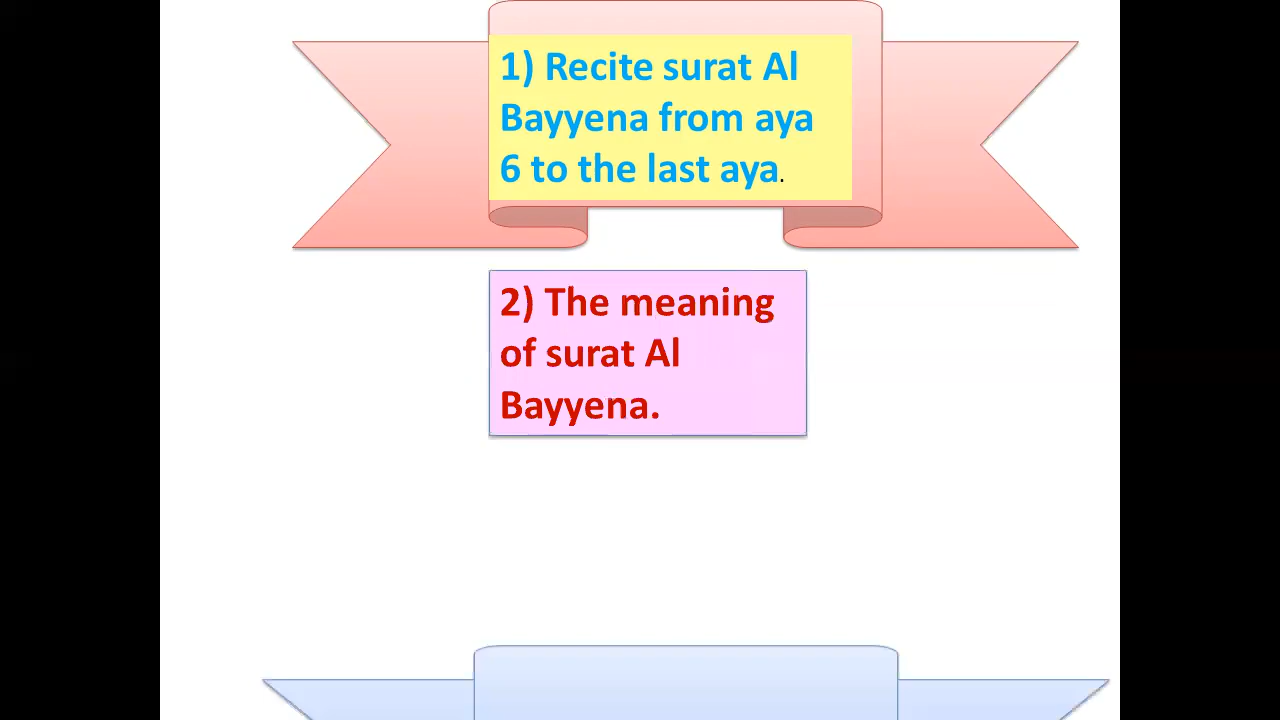 1) Recite surat Al
Bayyena from aya
6 to the last aya.
2) The meaning
of surat Al
Bayyena.